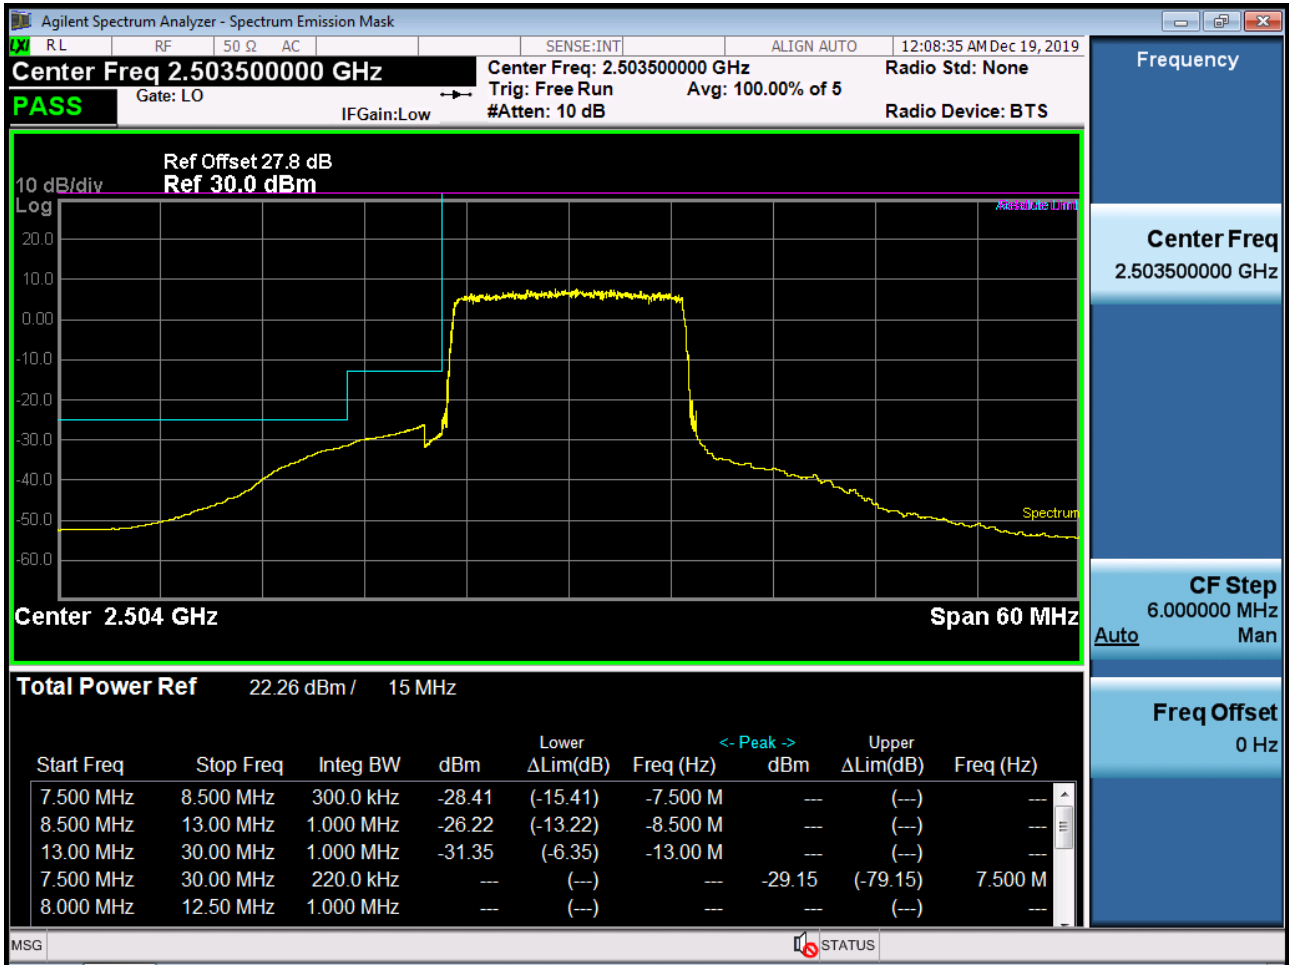 Agilent Spectrum Analyzer - Spectrum Emission Mask
LXI RL RF 50 Ω AC SENSE:INT ALIGN AUTO 12:08:35 AM Dec 19, 2019
Center Freq 2.503500000 GHz
Center Freq: 2.503500000 GHz
Radio Std: None
PASS
Gate: LO
Trig: Free Run
Avg: 100.00% of 5
IFGain:Low
#Atten: 10 dB
Radio Device: BTS
Ref Offset 27.8 dB
10 dB/div Ref 30.0 dBm
Log
Absolute Limit
20.0
10.0
0.00
-10.0
-20.0
-30.0
-40.0
-50.0
Spectrum
-60.0
Center 2.504 GHz
Span 60 MHz
Total Power Ref 22.26 dBm / 15 MHz
Lower <- Peak -> Upper
Start Freq Stop Freq Integ BW dBm ΔLim(dB) Freq (Hz) dBm ΔLim(dB) Freq (Hz)
7.500 MHz 8.500 MHz 300.0 kHz -28.41 (-15.41) -7.500 M --- (---) ---
8.500 MHz 13.00 MHz 1.000 MHz -26.22 (-13.22) -8.500 M --- (---) ---
13.00 MHz 30.00 MHz 1.000 MHz -31.35 (-6.35) -13.00 M --- (---) ---
7.500 MHz 30.00 MHz 220.0 kHz --- (---) --- -29.15 (-79.15) 7.500 M
8.000 MHz 12.50 MHz 1.000 MHz --- (---) --- --- (---) ---
MSG
STATUS
Frequency
Center Freq
2.503500000 GHz
CF Step
6.000000 MHz
Auto Man
Freq Offset
0 Hz